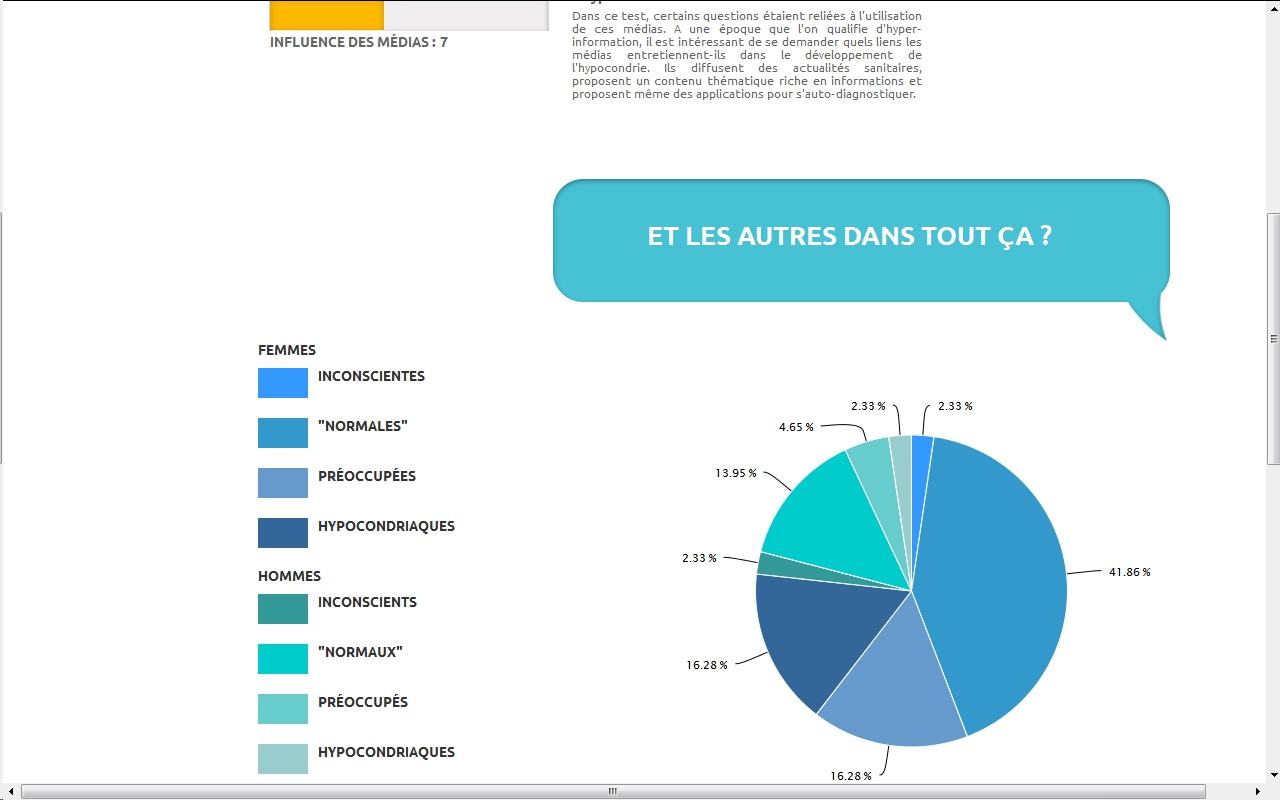 INFLUENCE DES MÉDIAS : 7
Dans ce test, certains questions étaient reliées à l'utilisation
de ces médias. A une époque que l'on qualifie d'hyper-
information, il est intéressant de se demander quels liens les
médias entretiennent-ils dans le développement de
l'hypocondrie. Ils diffusent des actualités sanitaires,
proposent un contenu thématique riche en informations et
proposent même des applications pour s'auto-diagnostiquer.
ET LES AUTRES DANS TOUT ÇA ?
FEMMES
INCONSCIENTES
"NORMALES"
PRÉOCCUPÉES
HYPOCONDRIAQUES
HOMMES
INCONSCIENTS
"NORMAUX"
PRÉOCCUPÉS
HYPOCONDRIAQUES
2.33 %
2.33 %
4.65 %
13.95 %
2.33 %
41.86 %
16.28 %
16.28 %